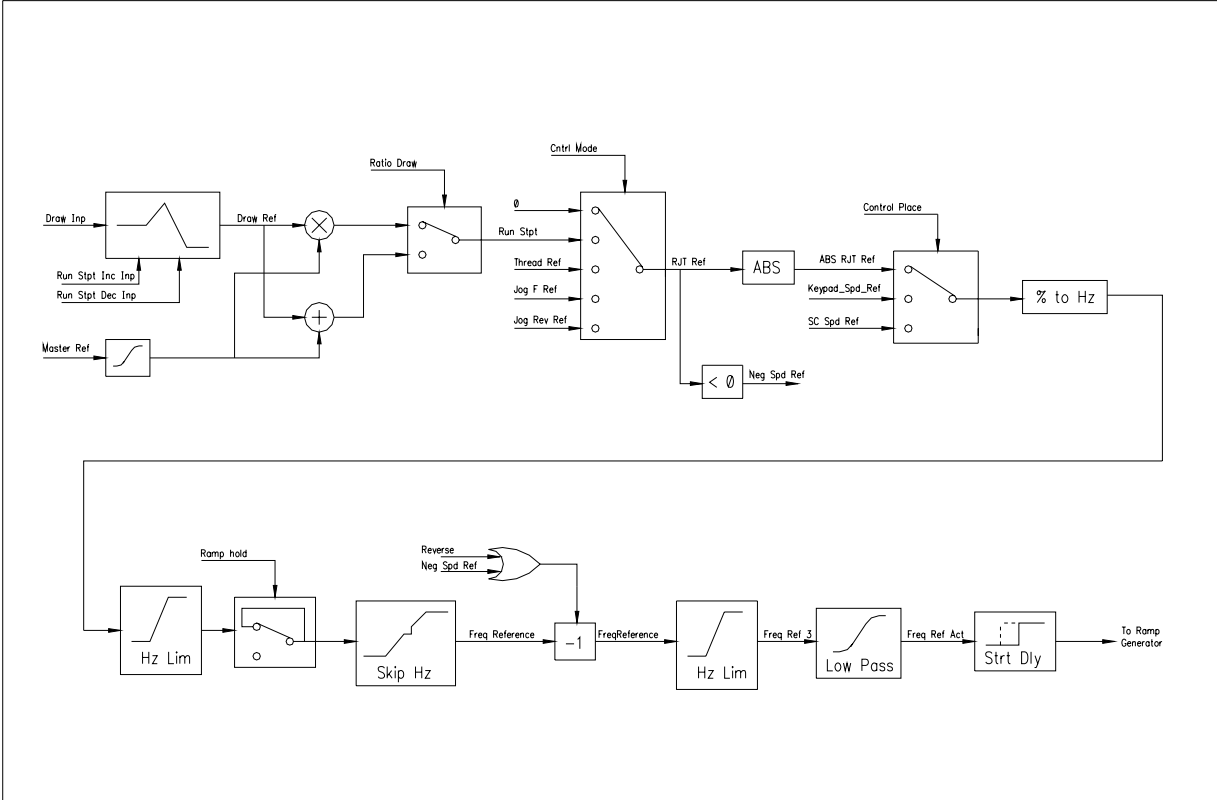 Cntrl Mode
Ratio Draw
Draw Inp
Draw Ref
Run Stpt Inc Inp
Run Stpt Dec Inp
Master Ref
0
Run Stpt
Thread Ref
Jog F Ref
Jog Rev Ref
RJT Ref
ABS
< 0
Neg Spd Ref
Control Place
ABS RJT Ref
Keypad_Spd_Ref
SC Spd Ref
% to Hz
Ramp hold
Reverse
Neg Spd Ref
Hz Lim
Skip Hz
Freq Reference
-1
FreqReference
Hz Lim
Freq Ref 3
Low Pass
Freq Ref Act
Strt Dly
To Ramp
Generator